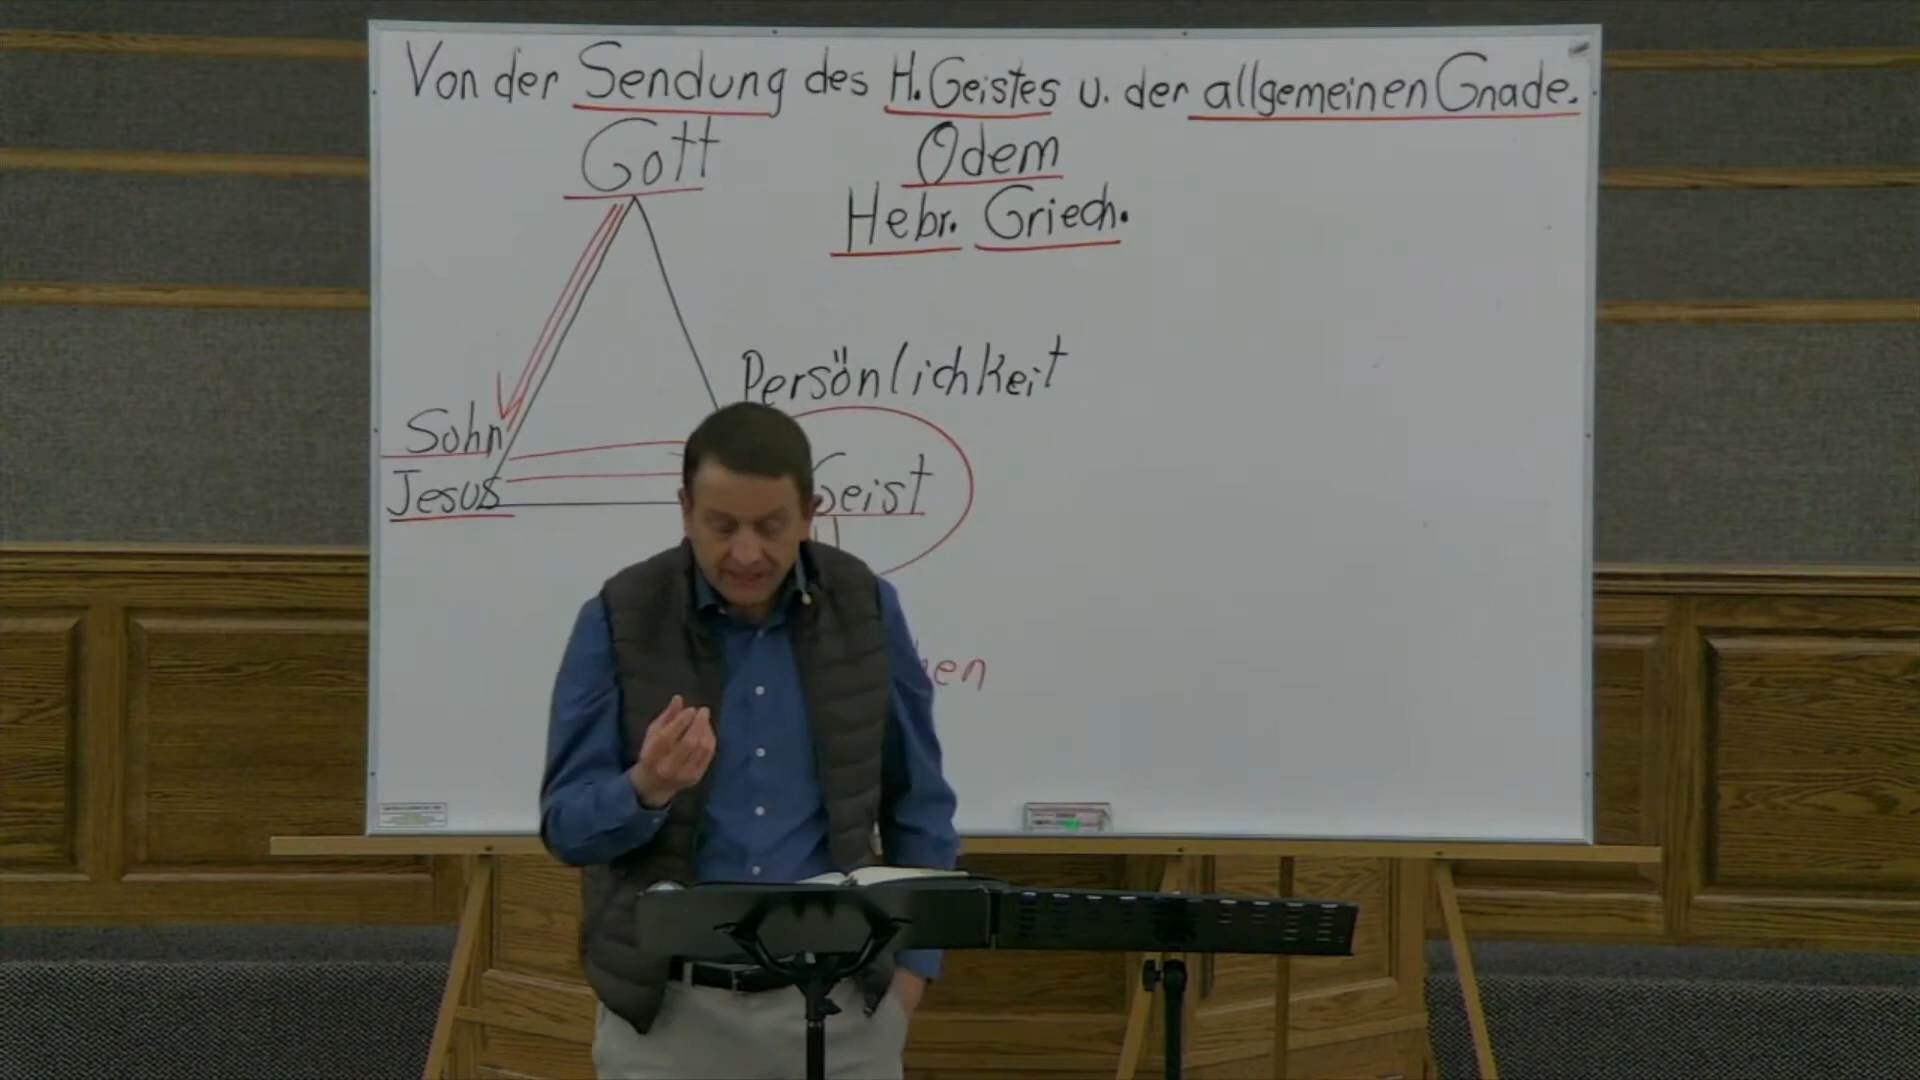 Von der Sendung des H. Geistes u. der allgemeinen Gnade.
Gott
Odem
Hebr. Griech.
Persönlichkeit
Sohn
Jesus
Geist